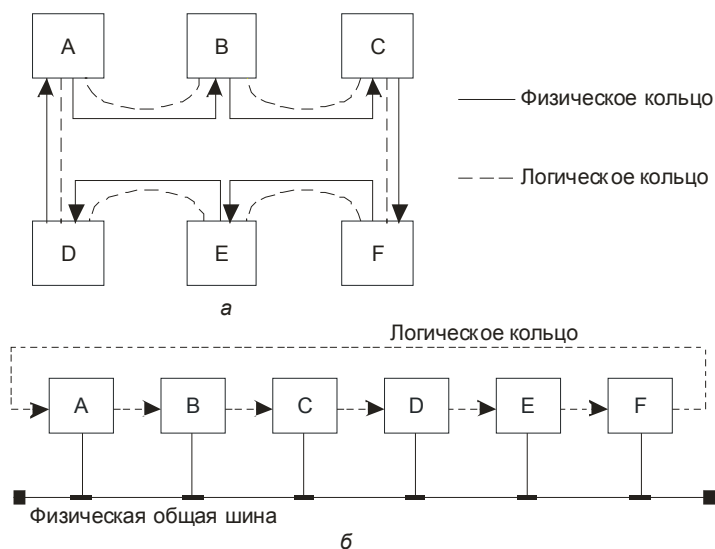 A B C
Физическое кольцо
Логическое кольцо
D E F
а
Логическое кольцо
A B C D E F
Физическая общая шина
б